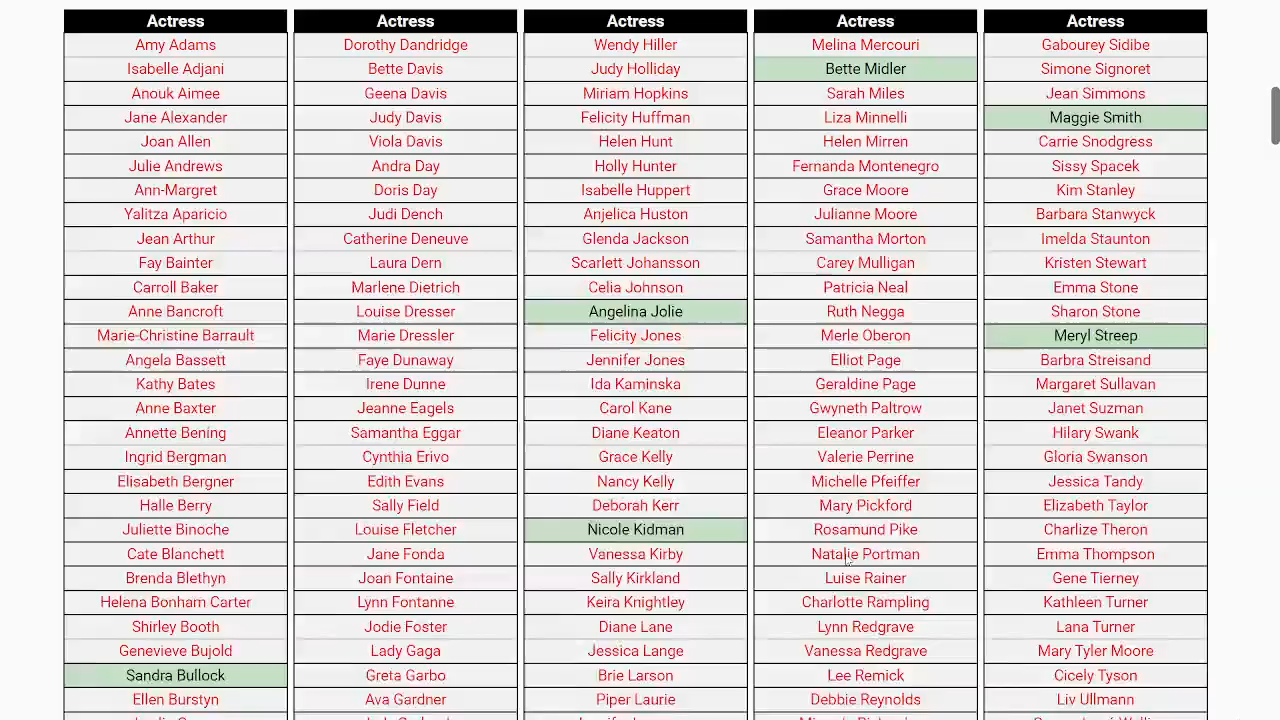 Actress Actress Actress Actress Actress
Amy Adams Dorothy Dandridge Wendy Hiller Melina Mercouri Gabourey Sidibe
Isabelle Adjani Bette Davis Judy Holliday Bette Midler Simone Signoret
Anouk Aimee Geena Davis Miriam Hopkins Sarah Miles Jean Simmons
Jane Alexander Judy Davis Felicity Huffman Liza Minnelli Maggie Smith
Joan Allen Viola Davis Helen Hunt Helen Mirren Carrie Snodgress
Julie Andrews Andra Day Holly Hunter Fernanda Montenegro Sissy Spacek
Ann-Margret Doris Day Isabelle Huppert Grace Moore Kim Stanley
Yalitza Aparicio Judi Dench Anjelica Huston Julianne Moore Barbara Stanwyck
Jean Arthur Catherine Deneuve Glenda Jackson Samantha Morton Imelda Staunton
Fay Bainter Laura Dern Scarlett Johansson Carey Mulligan Kristen Stewart
Carroll Baker Marlene Dietrich Celia Johnson Patricia Neal Emma Stone
Anne Bancroft Louise Dresser Angelina Jolie Ruth Negga Sharon Stone
Marie-Christine Barrault Marie Dressler Felicity Jones Merle Oberon Meryl Streep
Angela Bassett Faye Dunaway Jennifer Jones Elliot Page Barbra Streisand
Kathy Bates Irene Dunne Ida Kaminska Geraldine Page Margaret Sullavan
Anne Baxter Jeanne Eagels Carol Kane Gwyneth Paltrow Janet Suzman
Annette Bening Samantha Eggar Diane Keaton Eleanor Parker Hilary Swank
Ingrid Bergman Cynthia Erivo Grace Kelly Valerie Perrine Gloria Swanson
Elisabeth Bergner Edith Evans Nancy Kelly Michelle Pfeiffer Jessica Tandy
Halle Berry Sally Field Deborah Kerr Mary Pickford Elizabeth Taylor
Juliette Binoche Louise Fletcher Nicole Kidman Rosamund Pike Charlize Theron
Cate Blanchett Jane Fonda Vanessa Kirby Natalie Portman Emma Thompson
Brenda Blethyn Joan Fontaine Sally Kirkland Luise Rainer Gene Tierney
Helena Bonham Carter Lynn Fontanne Keira Knightley Charlotte Rampling Kathleen Turner
Shirley Booth Jodie Foster Diane Lane Lynn Redgrave Lana Turner
Genevieve Bujold Lady Gaga Jessica Lange Vanessa Redgrave Mary Tyler Moore
Sandra Bullock Greta Garbo Brie Larson Lee Remick Cicely Tyson
Ellen Burstyn Ava Gardner Piper Laurie Debbie Reynolds Liv Ullmann